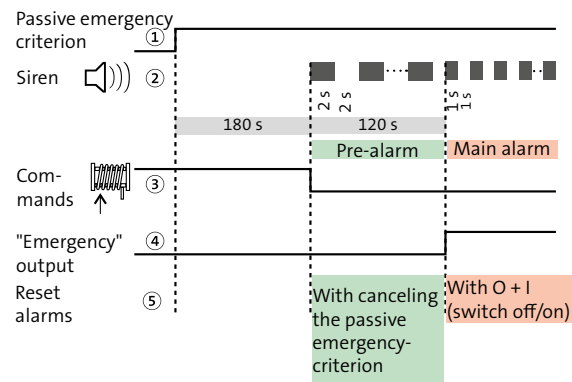 Passive emergency
criterion ①
Siren ②
2 s 2 s 1 s 1 s
180 s 120 s
Pre-alarm Main alarm
Com-
mands ③
"Emergency"
output ④
Reset
alarms ⑤
With canceling
the passive
emergency-
criterion
With O + I
(switch off/on)